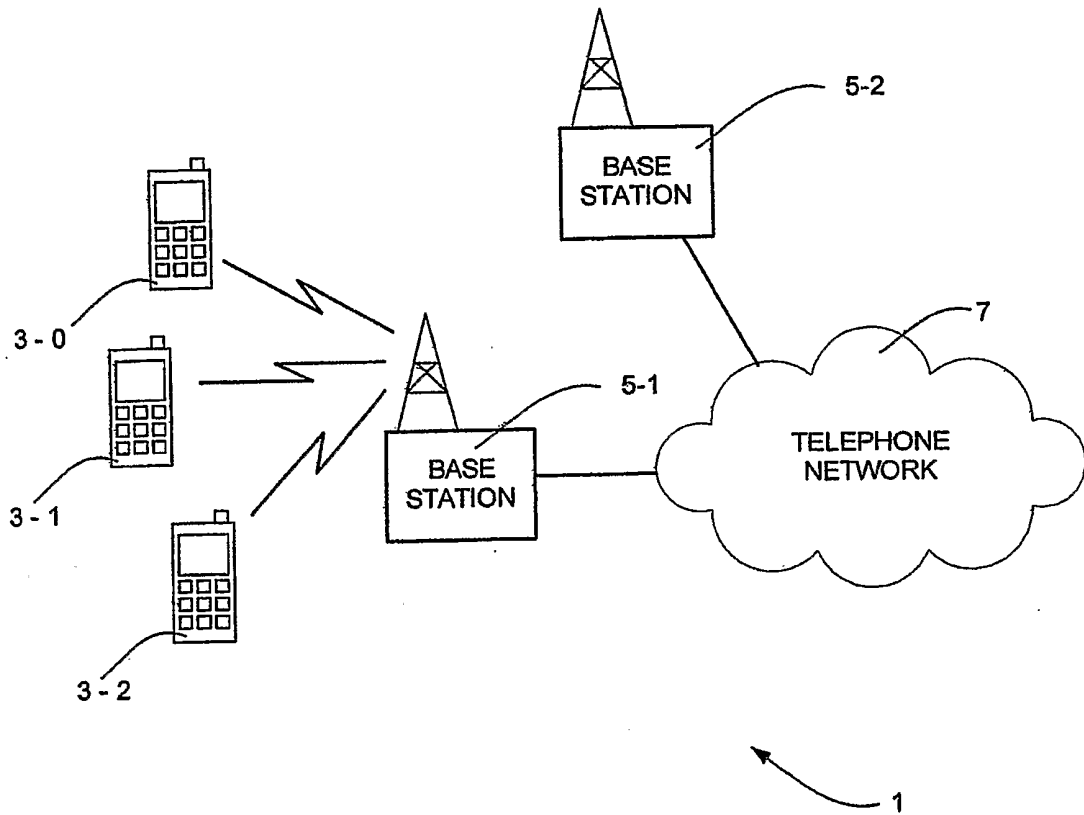 5-2
BASE
STATION
3 - 0
7
5-1
TELEPHONE
NETWORK
BASE
STATION
3 - 1
3 - 2
1